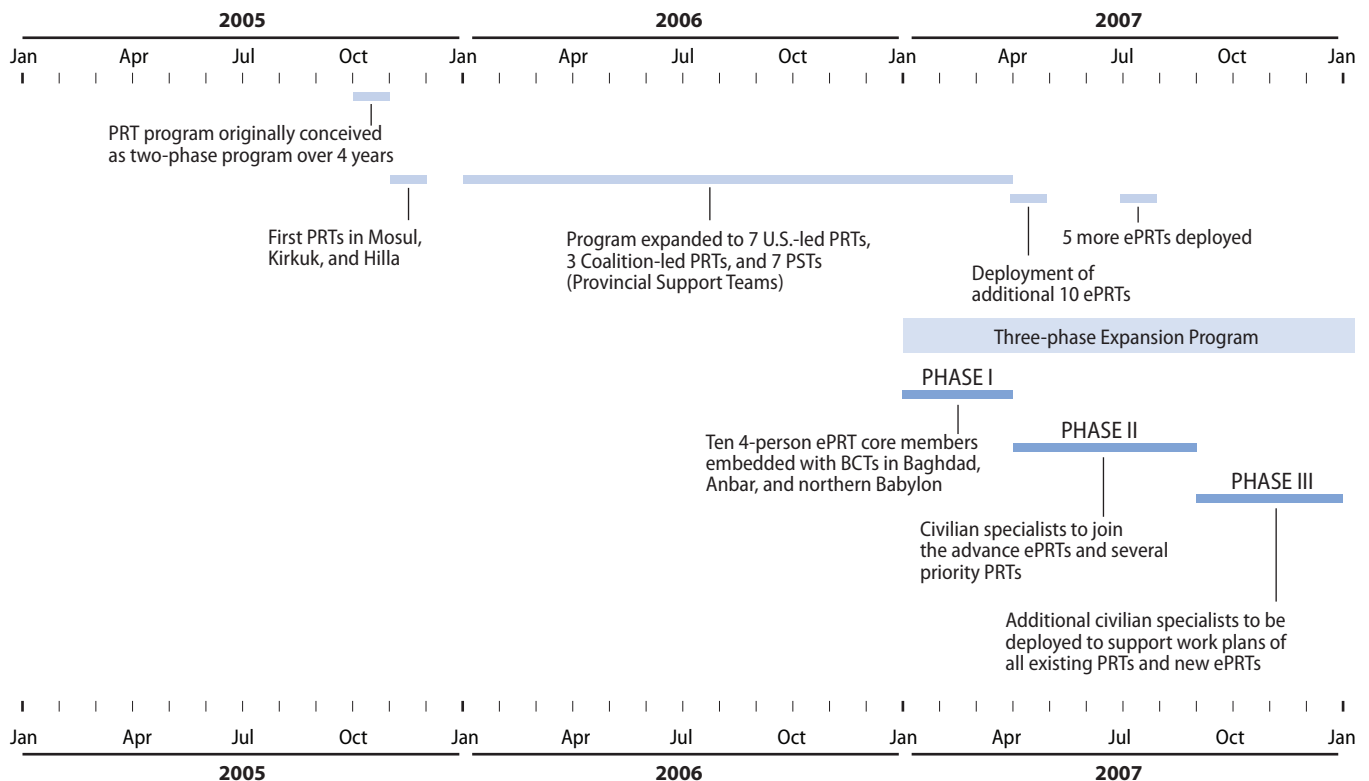 2005 2006 2007
Jan Apr Jul Oct Jan Apr Jul Oct Jan Apr Jul Oct Jan
PRT program originally conceived
as two-phase program over 4 years
First PRTs in Mosul,
Kirkuk, and Hilla
Program expanded to 7 U.S.-led PRTs,
3 Coalition-led PRTs, and 7 PSTs
(Provincial Support Teams)
5 more ePRTs deployed
Deployment of
additional 10 ePRTs
Three-phase Expansion Program
PHASE I
Ten 4-person ePRT core members
embedded with BCTs in Baghdad,
Anbar, and northern Babylon
PHASE II
Civilian specialists to join
the advance ePRTs and several
priority PRTs
PHASE III
Additional civilian specialists to be
deployed to support work plans of
all existing PRTs and new ePRTs
Jan Apr Jul Oct Jan Apr Jul Oct Jan Apr Jul Oct Jan
2005 2006 2007